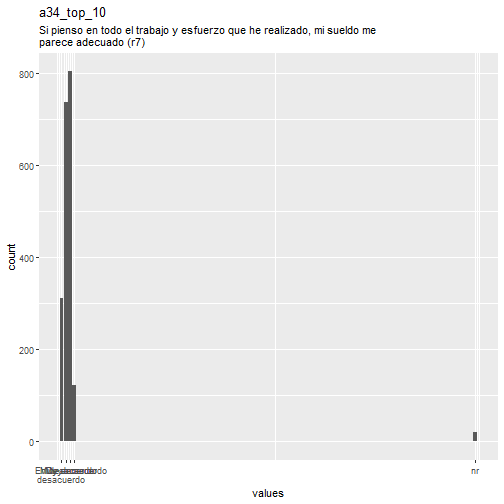 a34_top_10
Si pienso en todo el trabajo y esfuerzo que he realizado, mi sueldo me
parece adecuado (r7)
800
600
400
200
0
count
desacuerdo
nr
values